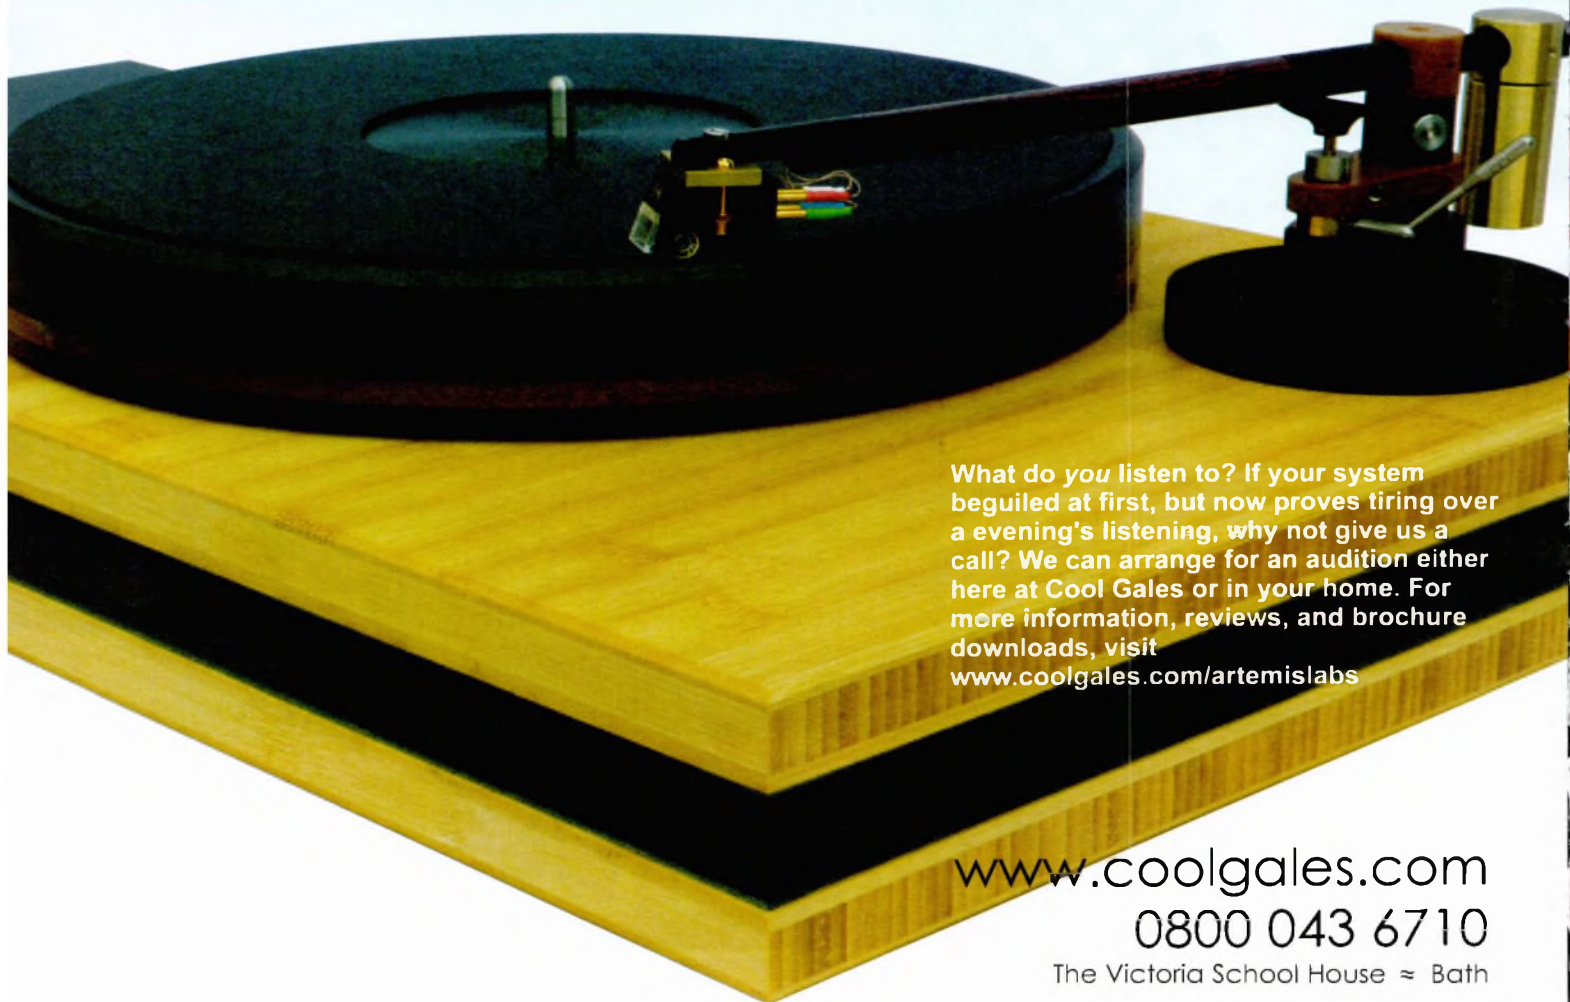 What do you listen to? If your system
beguiled at first, but now proves tiring over
a evening's listening, why not give us a
call? We can arrange for an audition either
here at Cool Gales or in your home. For
more information, reviews, and brochure
downloads, visit
www.coolgales.com/artemislabs
www.coolgales.com
0800 043 6710
The Victoria School House ≈ Bath